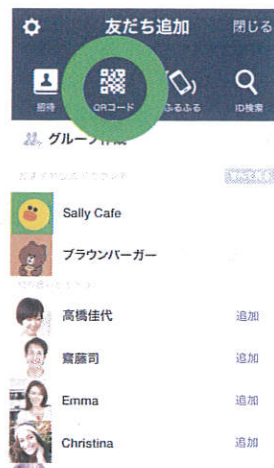 友だち追加
閉じる
招待
QRコード
ふるふる
ID検索
グループ作成
Sally Cafe
ブラウンバーガー
高橋佳代
追加
齋藤司
追加
Emma
追加
Christina
追加